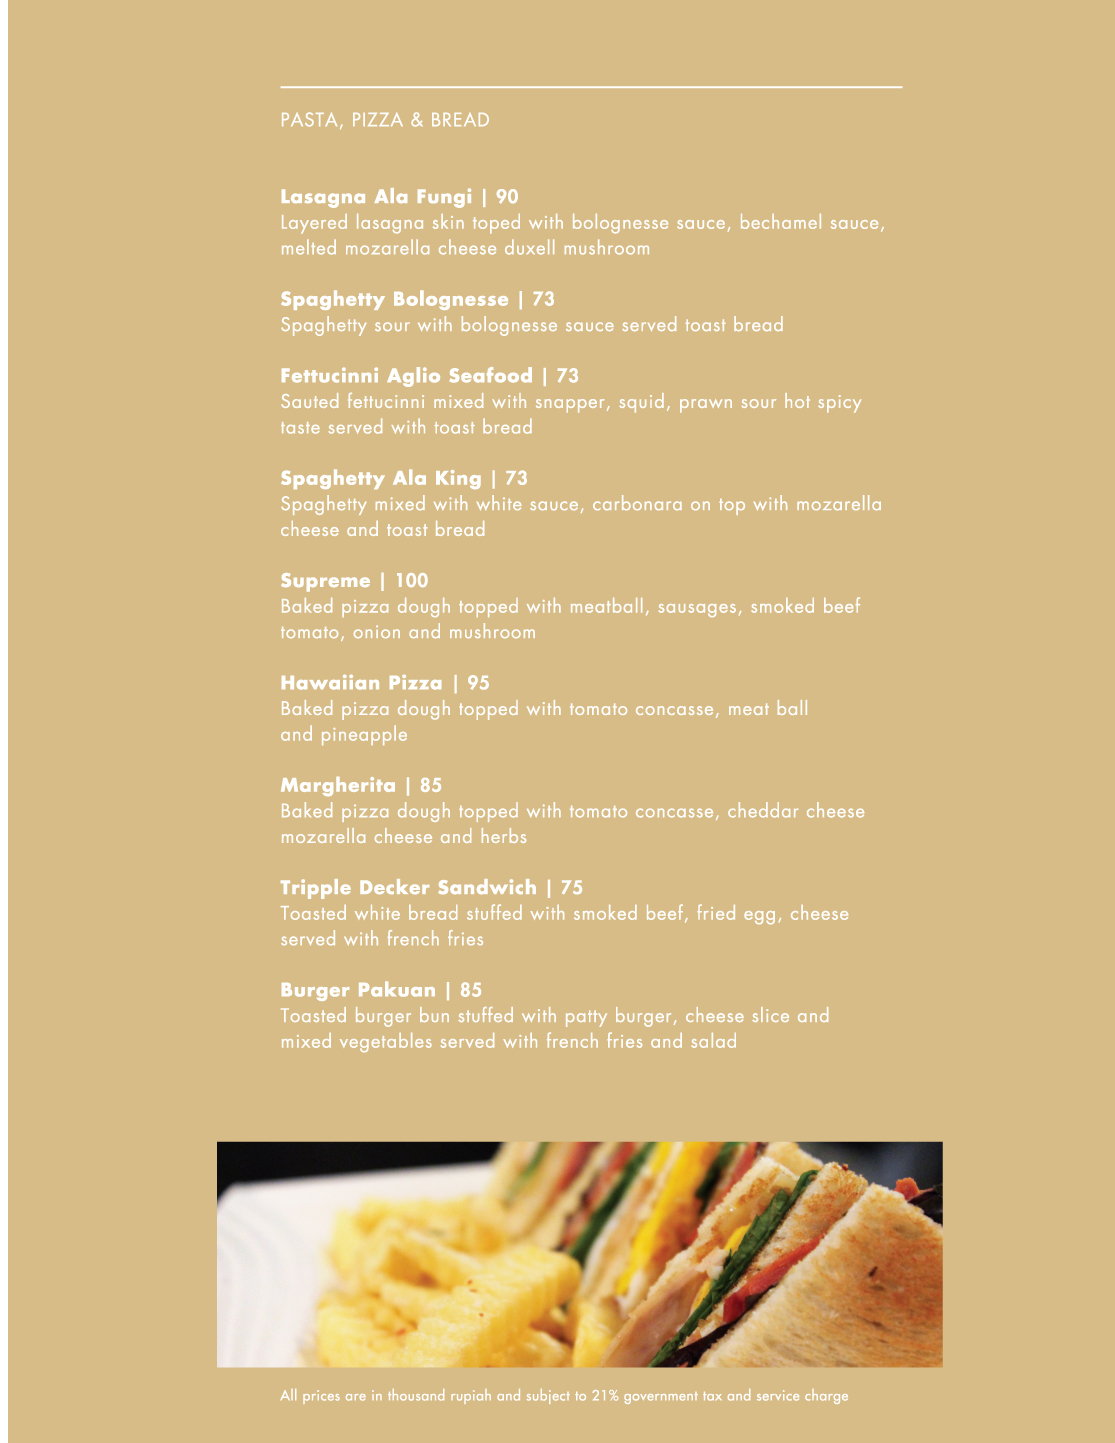 PASTA, PIZZA & BREAD
Lasagna Ala Fungi | 90
Layered lasagna skin toped with bolognesse sauce, bechamel sauce,
melted mozarella cheese duxell mushroom
Spaghetty Bolognesse | 73
Spaghetty sour with bolognesse sauce served toast bread
Fettucinni Aglio Seafood | 73
Sauted fettucinni mixed with snapper, squid, prawn sour hot spicy
taste served with toast bread
Spaghetty Ala King | 73
Spaghetty mixed with white sauce, carbonara on top with mozarella
cheese and toast bread
Supreme | 100
Baked pizza dough topped with meatball, sausages, smoked beef
tomato, onion and mushroom
Hawaiian Pizza | 95
Baked pizza dough topped with tomato concasse, meat ball
and pineapple
Margherita | 85
Baked pizza dough topped with tomato concasse, cheddar cheese
mozarella cheese and herbs
Tripple Decker Sandwich | 75
Toasted white bread stuffed with smoked beef, fried egg, cheese
served with french fries
Burger Pakuan | 85
Toasted burger bun stuffed with patty burger, cheese slice and
mixed vegetables served with french fries and salad
All prices are in thousand rupiah and subject to 21% government tax and service charge